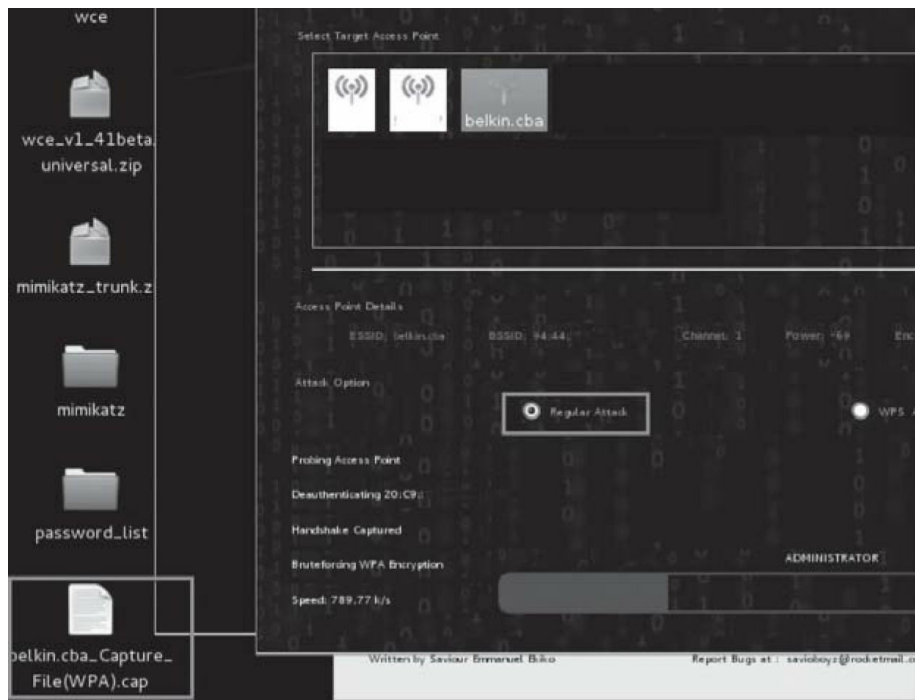 wce
wce_v1_41beta
universal.zip
mimikatz_trunk.z
mimikatz
password_list
belkin.cba_Capture_
File(WPA).cap
Select Target Access Point
belkin.cba
Access Point Details
ESSID: belkin.cba
BSSID: 94:44:
Channel: 1
Power: -69
Enc
Attack Option
Regular Attack
WPS A
Probing Access Point
Deauthenticating 20:C9:
Handshake Captured
Bruteforcing WPA Encryption
ADMINISTRATOR
Speed: 789.77 k/s
Written by Saviour Emmanuel Ekiko
Report Bugs at : savioboyz@rocketmail.co